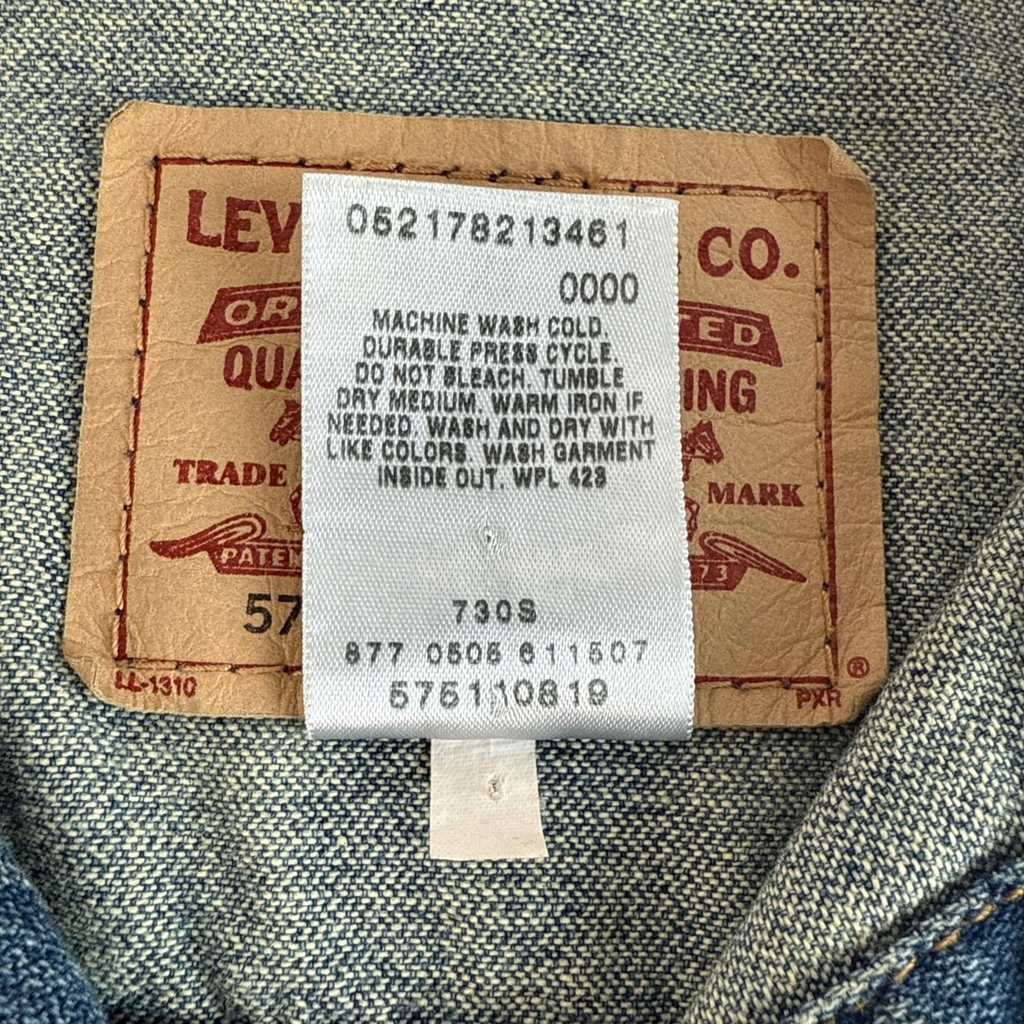 052178213461
0000
MACHINE WASH COLD.
DURABLE PRESS CYCLE.
DO NOT BLEACH. TUMBLE
DRY MEDIUM. WARM IRON IF
NEEDED. WASH AND DRY WITH
LIKE COLORS. WASH GARMENT
INSIDE OUT. WPL 423
730S
877 0505 611507
5751110819
LEV CO.
OR TED
QUA ING
TRADE MARK
PATEN 73
57
LL-1310 PXR ®